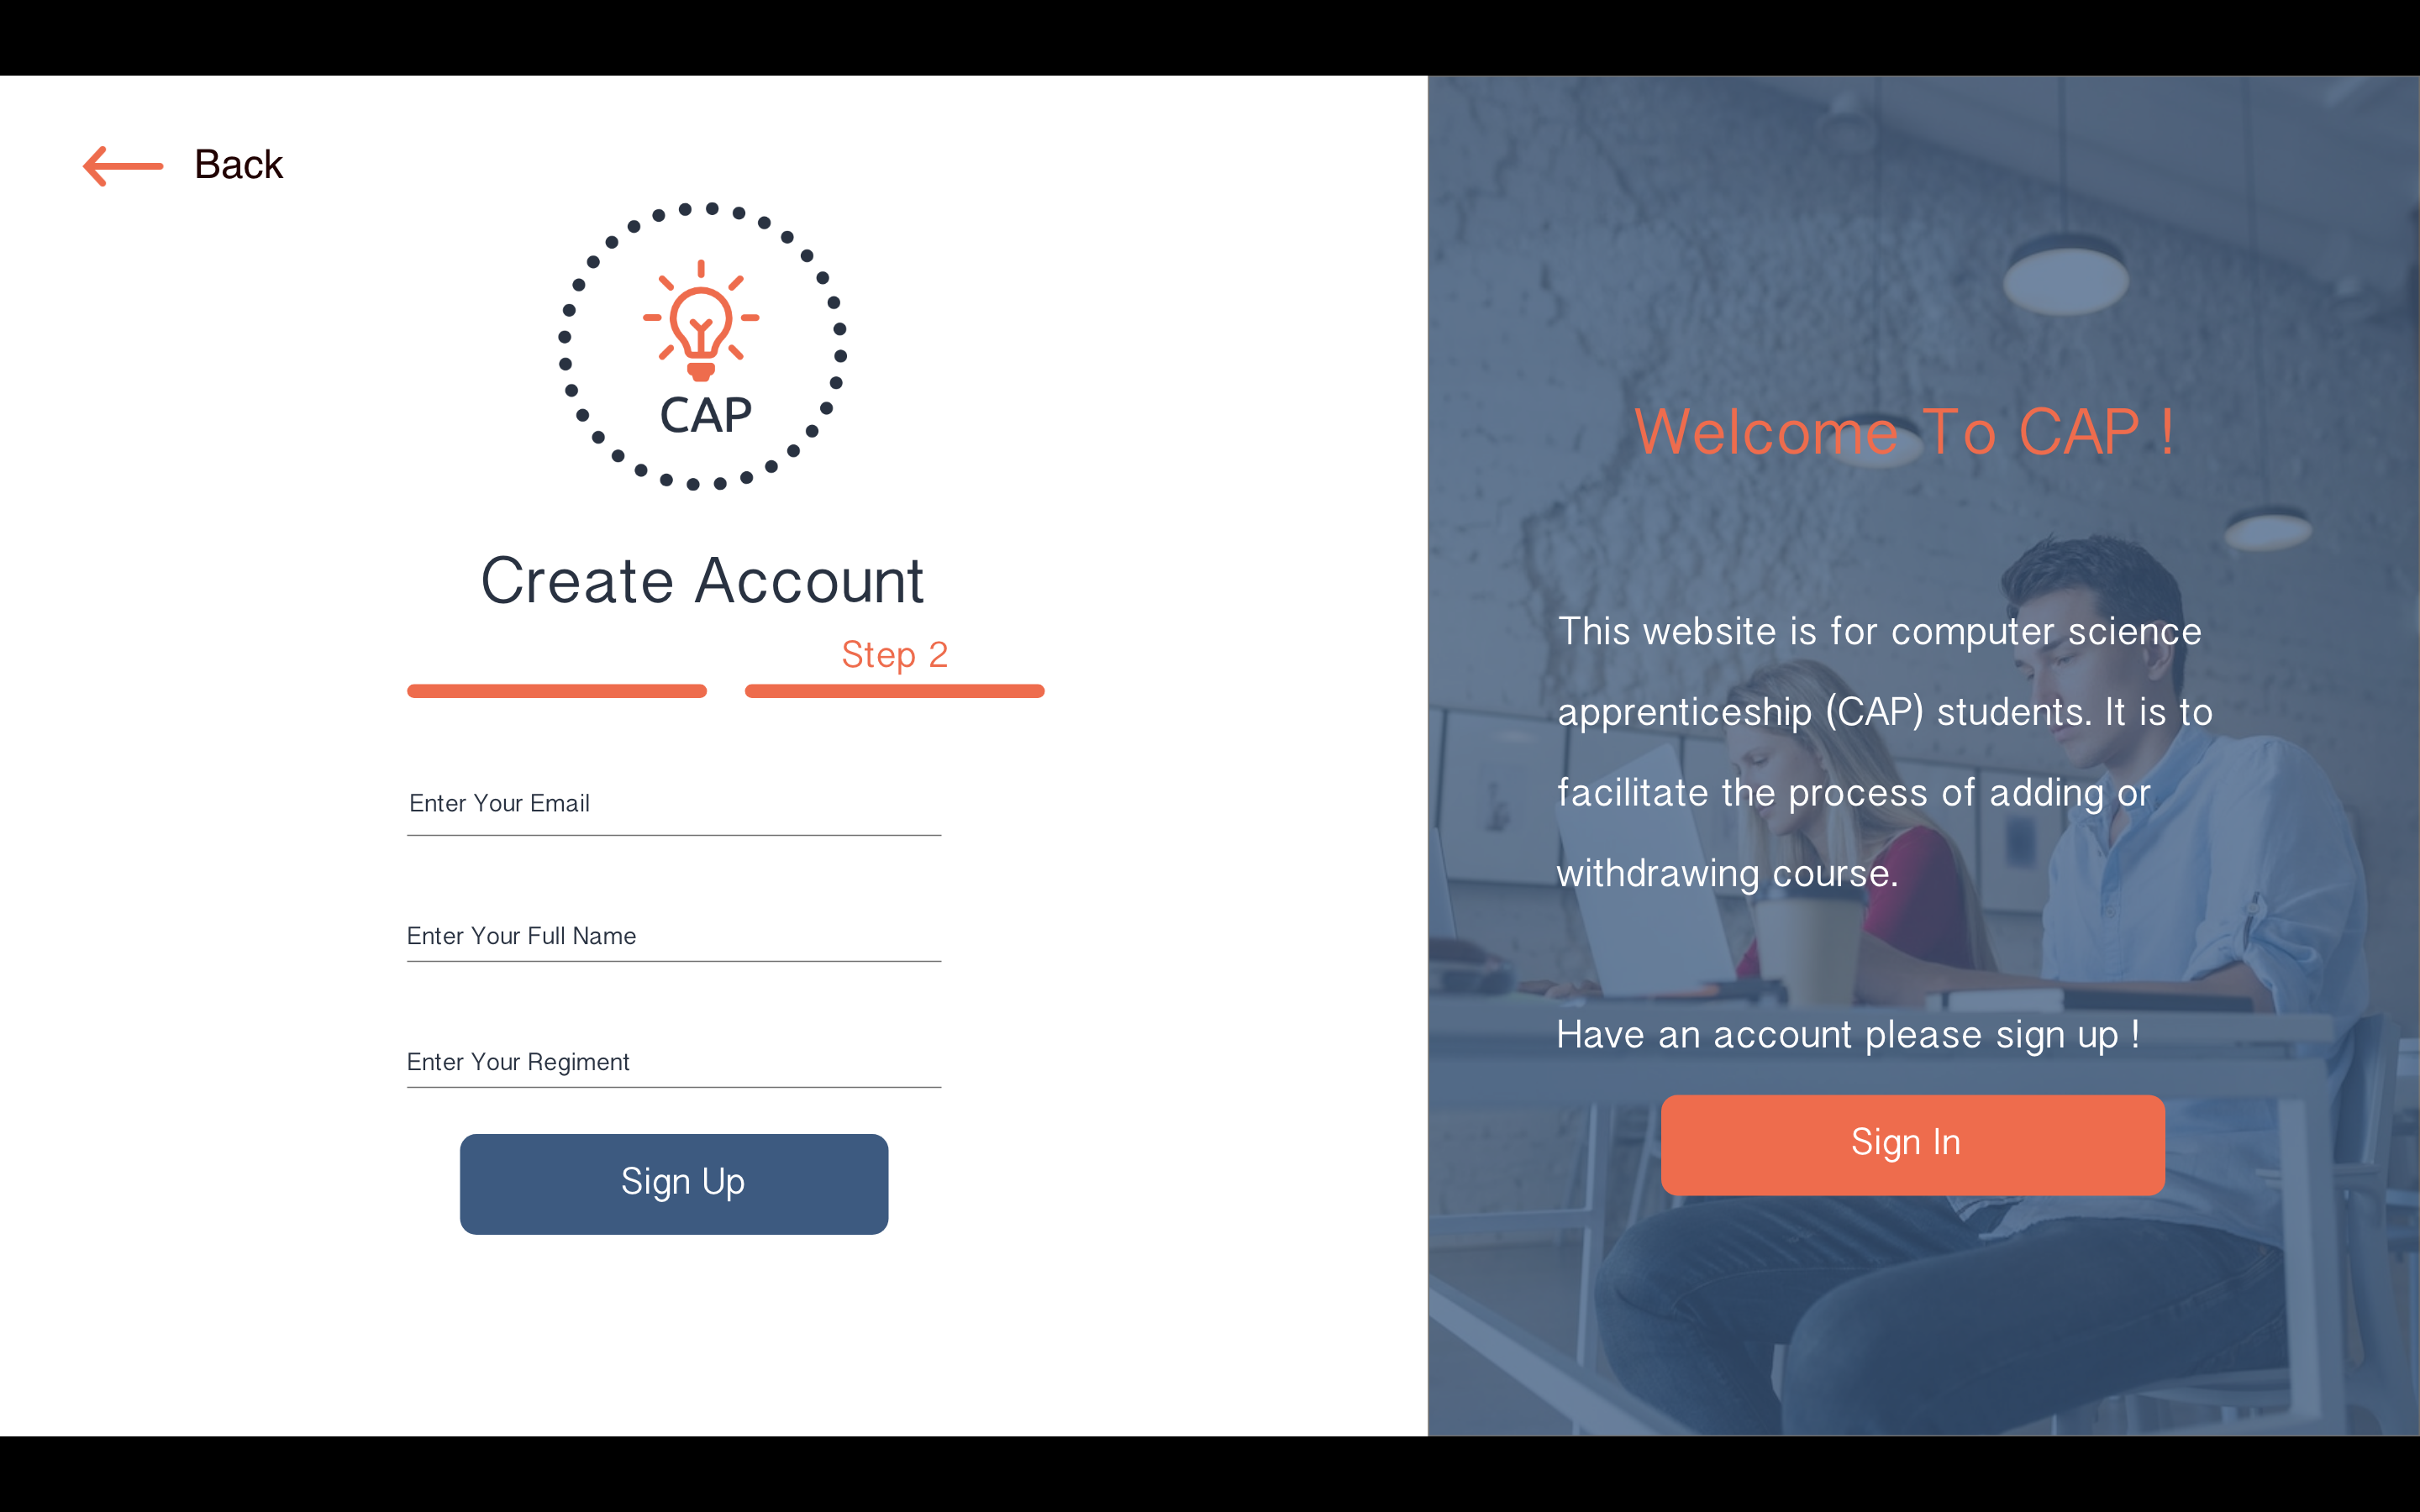 Back
CAP
Create Account
Step 2
Enter Your Email
Enter Your Full Name
Enter Your Regiment
Sign Up
Welcome To CAP !
This website is for computer science
apprenticeship (CAP) students. It is to
facilitate the process of adding or
withdrawing course.
Have an account please sign up !
Sign In